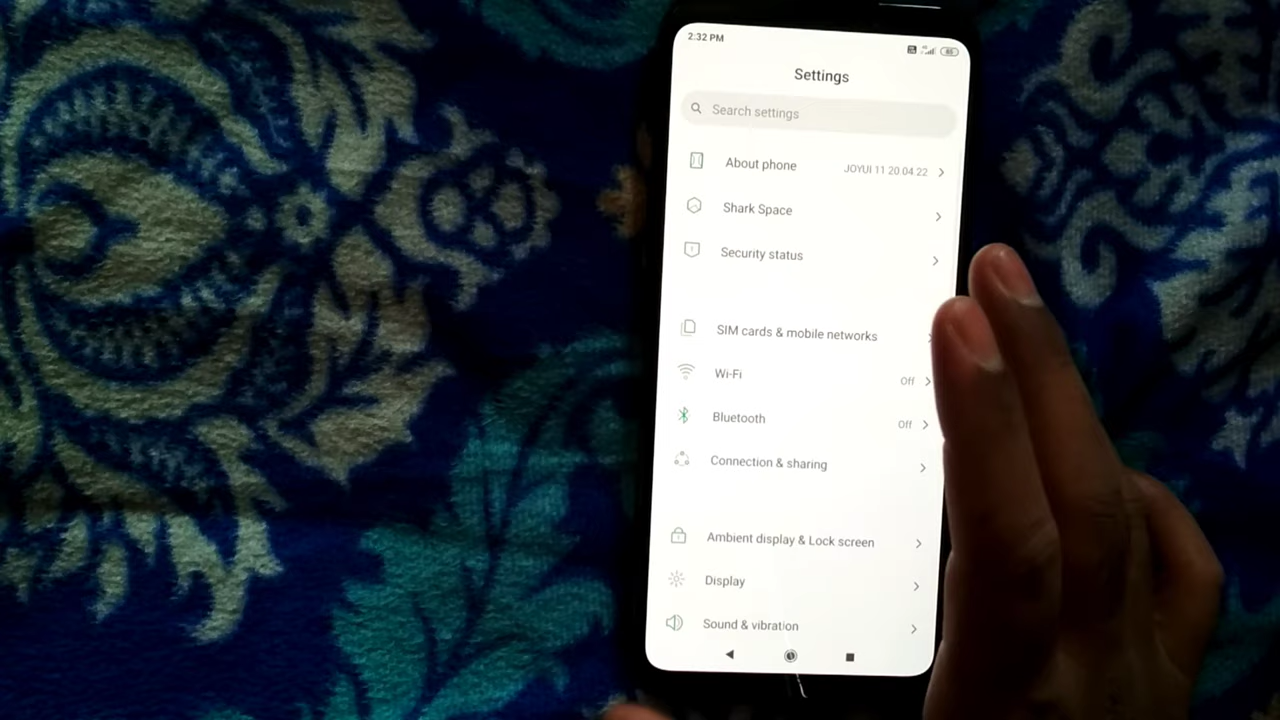 2:32 PM
Settings
Search settings
About phone JOYUI 11 20.04.22
Shark Space
Security status
SIM cards & mobile networks
Wi-Fi Off
Bluetooth Off
Connection & sharing
Ambient display & Lock screen
Display
Sound & vibration